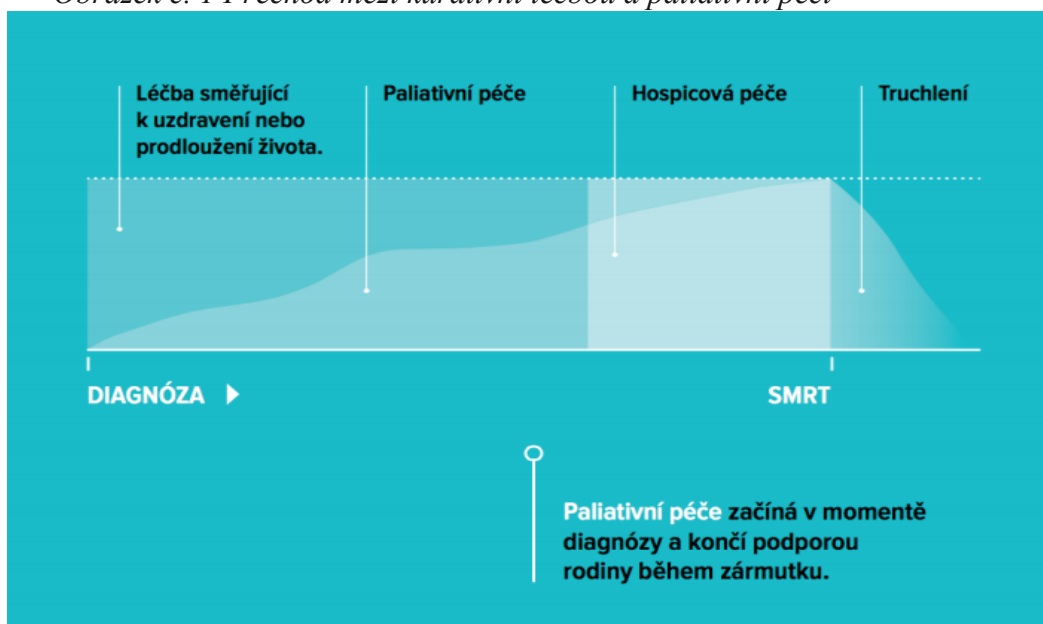 Léčba směřující
k uzdravení nebo
prodloužení života.
Paliativní péče
Hospicová péče
Truchlení
DIAGNÓZA
SMRT
Paliativní péče začíná v momentě
diagnózy a končí podporou
rodiny během zármutku.